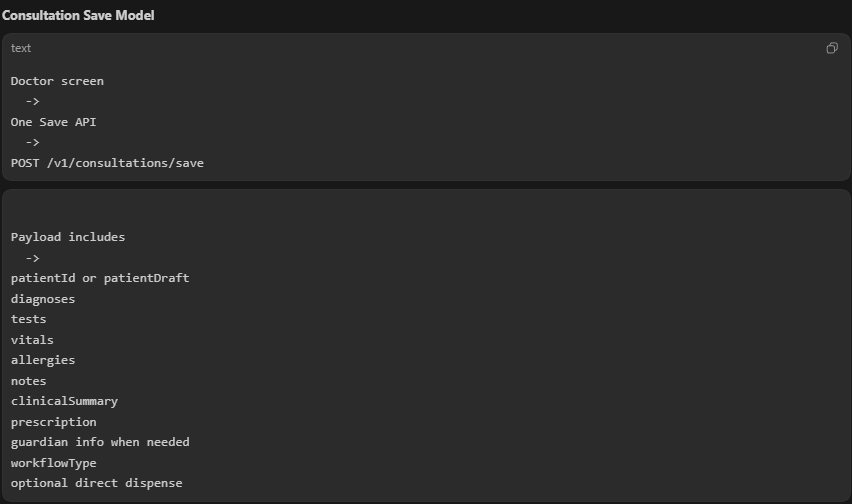 Consultation Save Model
text
Doctor screen
->
One Save API
->
POST /v1/consultations/save
Payload includes
->
patientId or patientDraft
diagnoses
tests
vitals
allergies
notes
clinicalSummary
prescription
guardian info when needed
workflowType
optional direct dispense